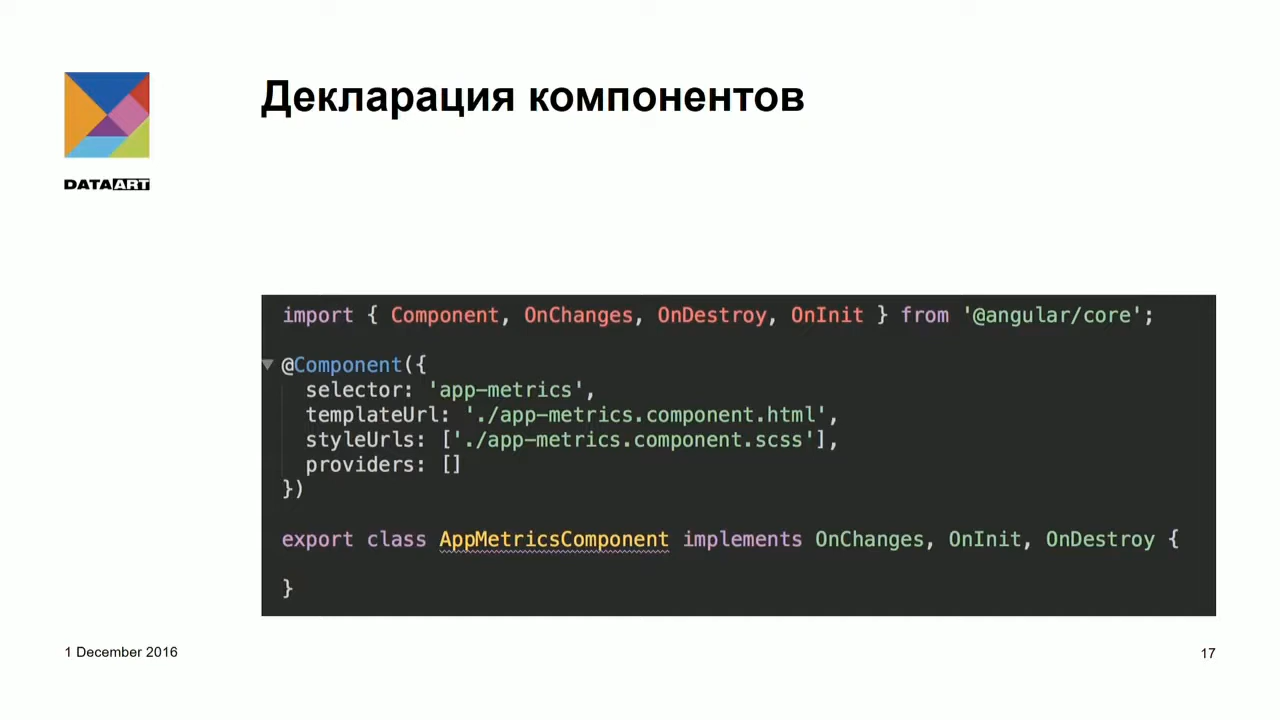 Декларация компонентов
DATAART
import { Component, OnChanges, OnDestroy, OnInit } from '@angular/core';
@Component({
selector: 'app-metrics',
templateUrl: './app-metrics.component.html',
styleUrls: ['./app-metrics.component.scss'],
providers: []
})
export class AppMetricsComponent implements OnChanges, OnInit, OnDestroy {
}
1 December 2016
17